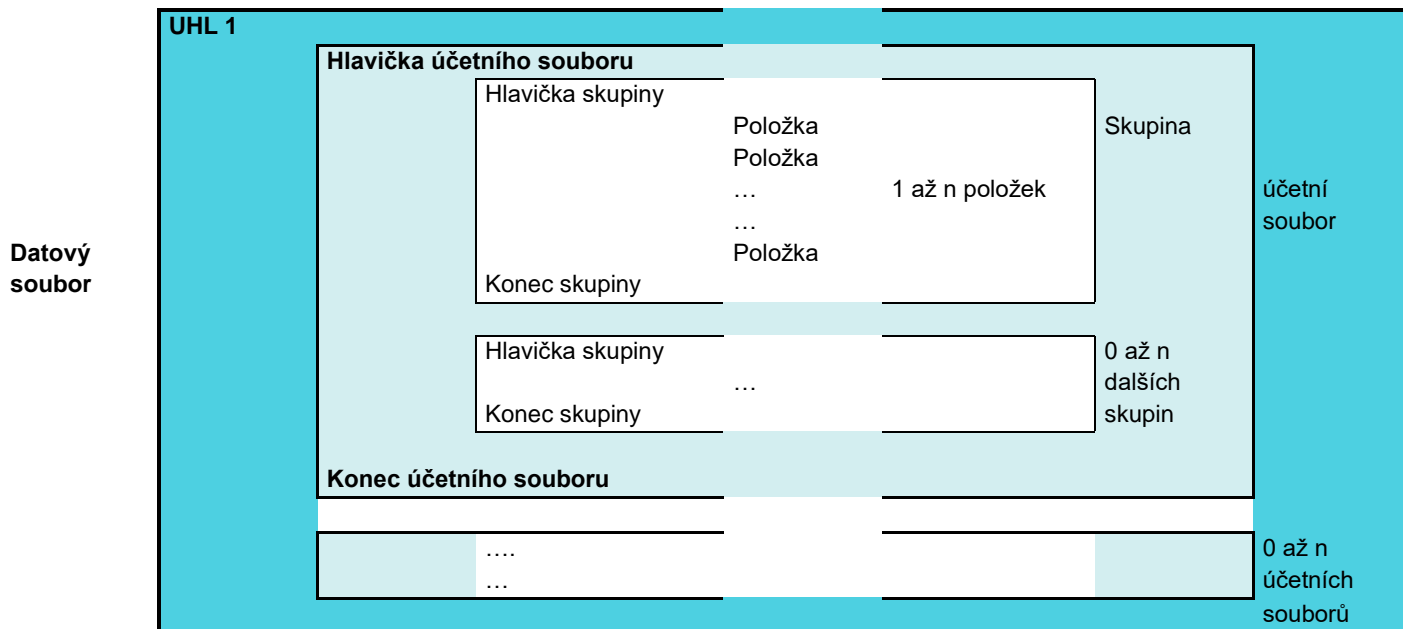 UHL 1
Hlavička účetního souboru
Hlavička skupiny
Položka Skupina
Položka
… 1 až n položek účetní
… soubor
Datový Položka
soubor Konec skupiny
Hlavička skupiny 0 až n
… dalších
Konec skupiny skupin
Konec účetního souboru
…. 0 až n
… účetních
souborů